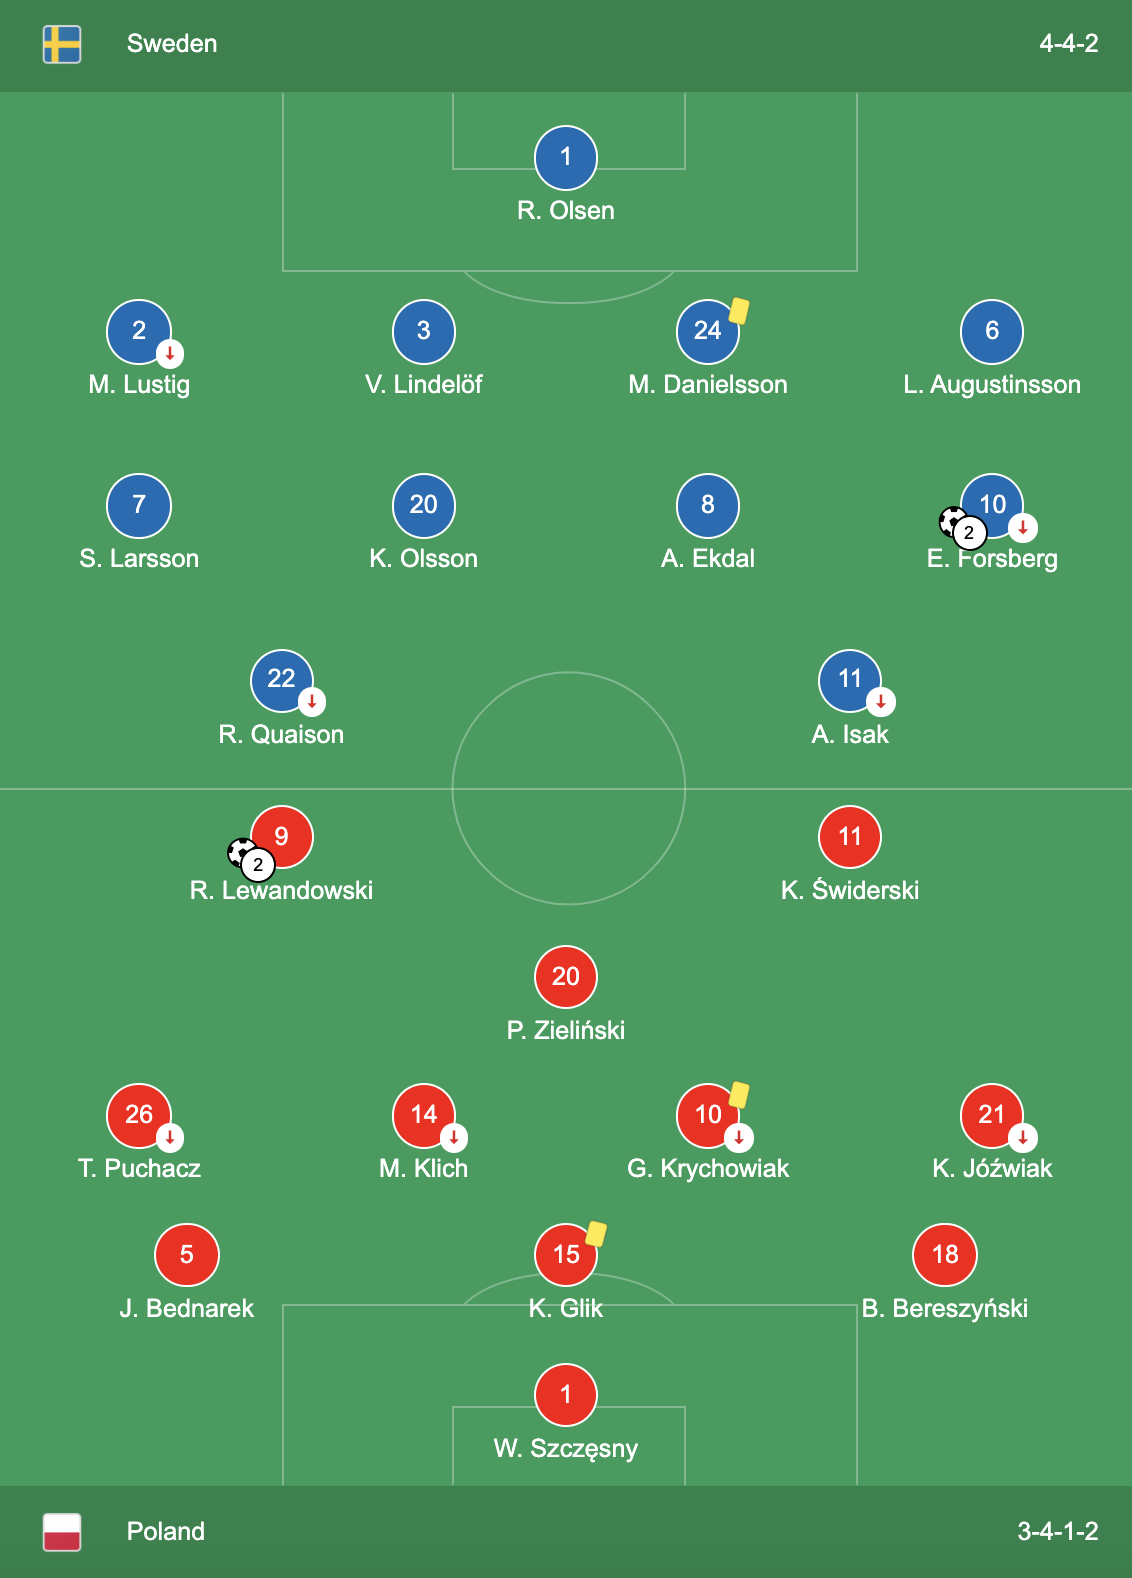 Sweden 4-4-2
1
R. Olsen
2 3 24 6
M. Lustig V. Lindelöf M. Danielsson L. Augustinsson
7 20 8 10
2
S. Larsson K. Olsson A. Ekdal E. Forsberg
22 11
R. Quaison A. Isak
9 11
2
R. Lewandowski K. Świderski
20
P. Zieliński
26 14 10 21
T. Puchacz M. Klich G. Krychowiak K. Jóźwiak
5 15 18
J. Bednarek K. Glik B. Bereszyński
1
W. Szczęsny
Poland 3-4-1-2